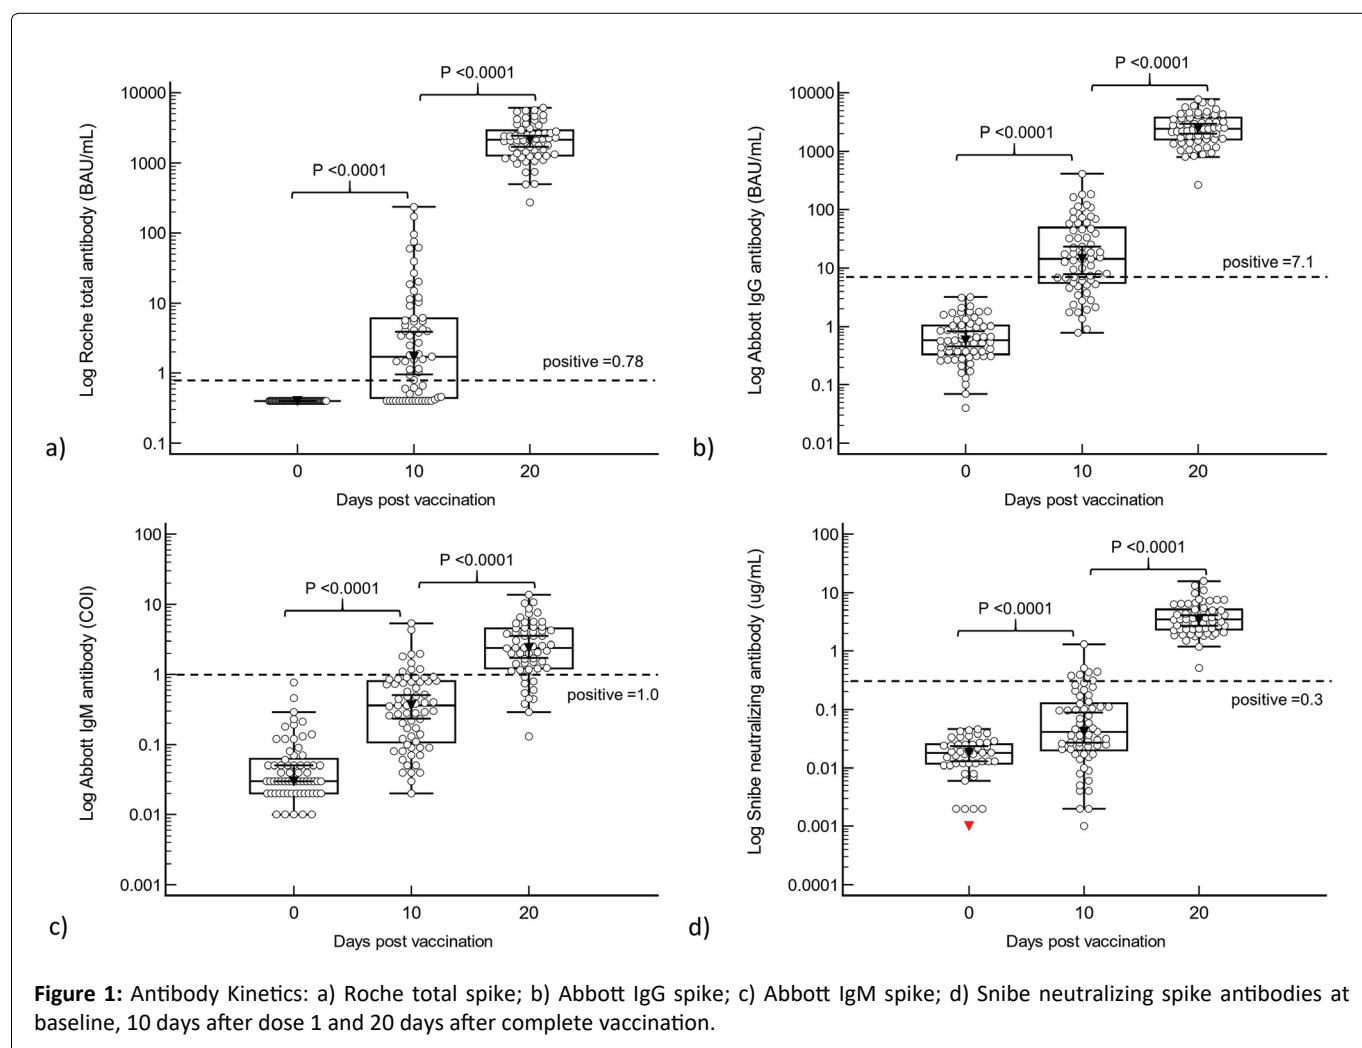 P <0.0001
P <0.0001
10000
1000
100
10
1
0.1
Log Roche total antibody (BAU/mL)
positive =0.78
a)
0 10 20
Days post vaccination
P <0.0001
P <0.0001
10000
1000
100
10
1
0.1
0.01
Log Abbott IgG antibody (BAU/mL)
positive =7.1
b)
0 10 20
Days post vaccination
P <0.0001
P <0.0001
100
10
1
0.1
0.01
0.001
Log Abbott IgM antibody (COI)
positive =1.0
c)
0 10 20
Days post vaccination
P <0.0001
P <0.0001
100
10
1
0.1
0.01
0.001
0.0001
Log Snibe neutralizing antibody (ug/mL)
positive =0.3
d)
0 10 20
Days post vaccination
Figure 1: Antibody Kinetics: a) Roche total spike; b) Abbott IgG spike; c) Abbott IgM spike; d) Snibe neutralizing spike antibodies at
baseline, 10 days after dose 1 and 20 days after complete vaccination.